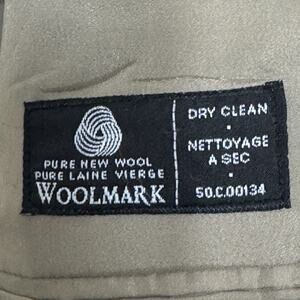 PURE NEW WOOL
PURE LAINE VIERGE
WOOLMARK
DRY CLEAN
·
NETTOYAGE
A SEC
·
50.C.00134